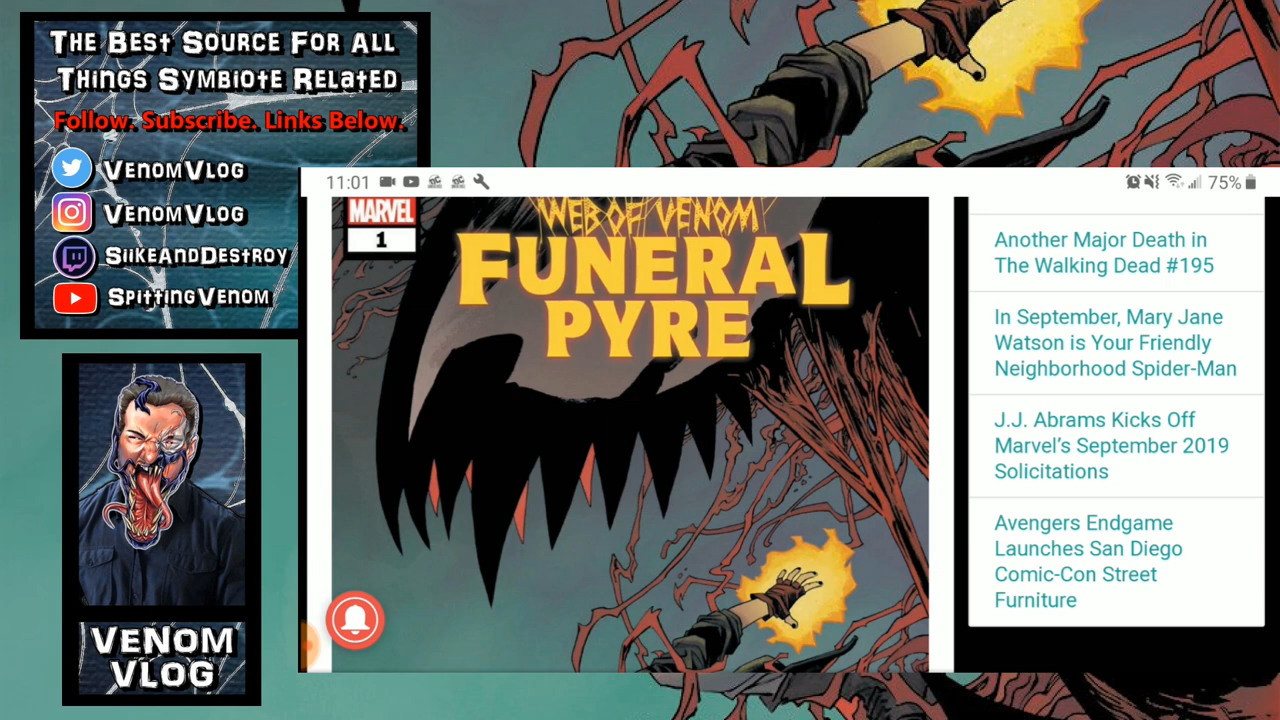 THE BEST SOURCE FOR ALL
THINGS SYMBIOTE RELATED
Follow. Subscribe. Links Below.
VENOMVLOG
VENOMVLOG
SIIKEANDDESTROY
SPITTINGVENOM
VENOM
VLOG
11:01
75%
MARVEL
1
WEB OF VENOM
FUNERAL
PYRE
Another Major Death in
The Walking Dead #195
In September, Mary Jane
Watson is Your Friendly
Neighborhood Spider-Man
J.J. Abrams Kicks Off
Marvel's September 2019
Solicitations
Avengers Endgame
Launches San Diego
Comic-Con Street
Furniture